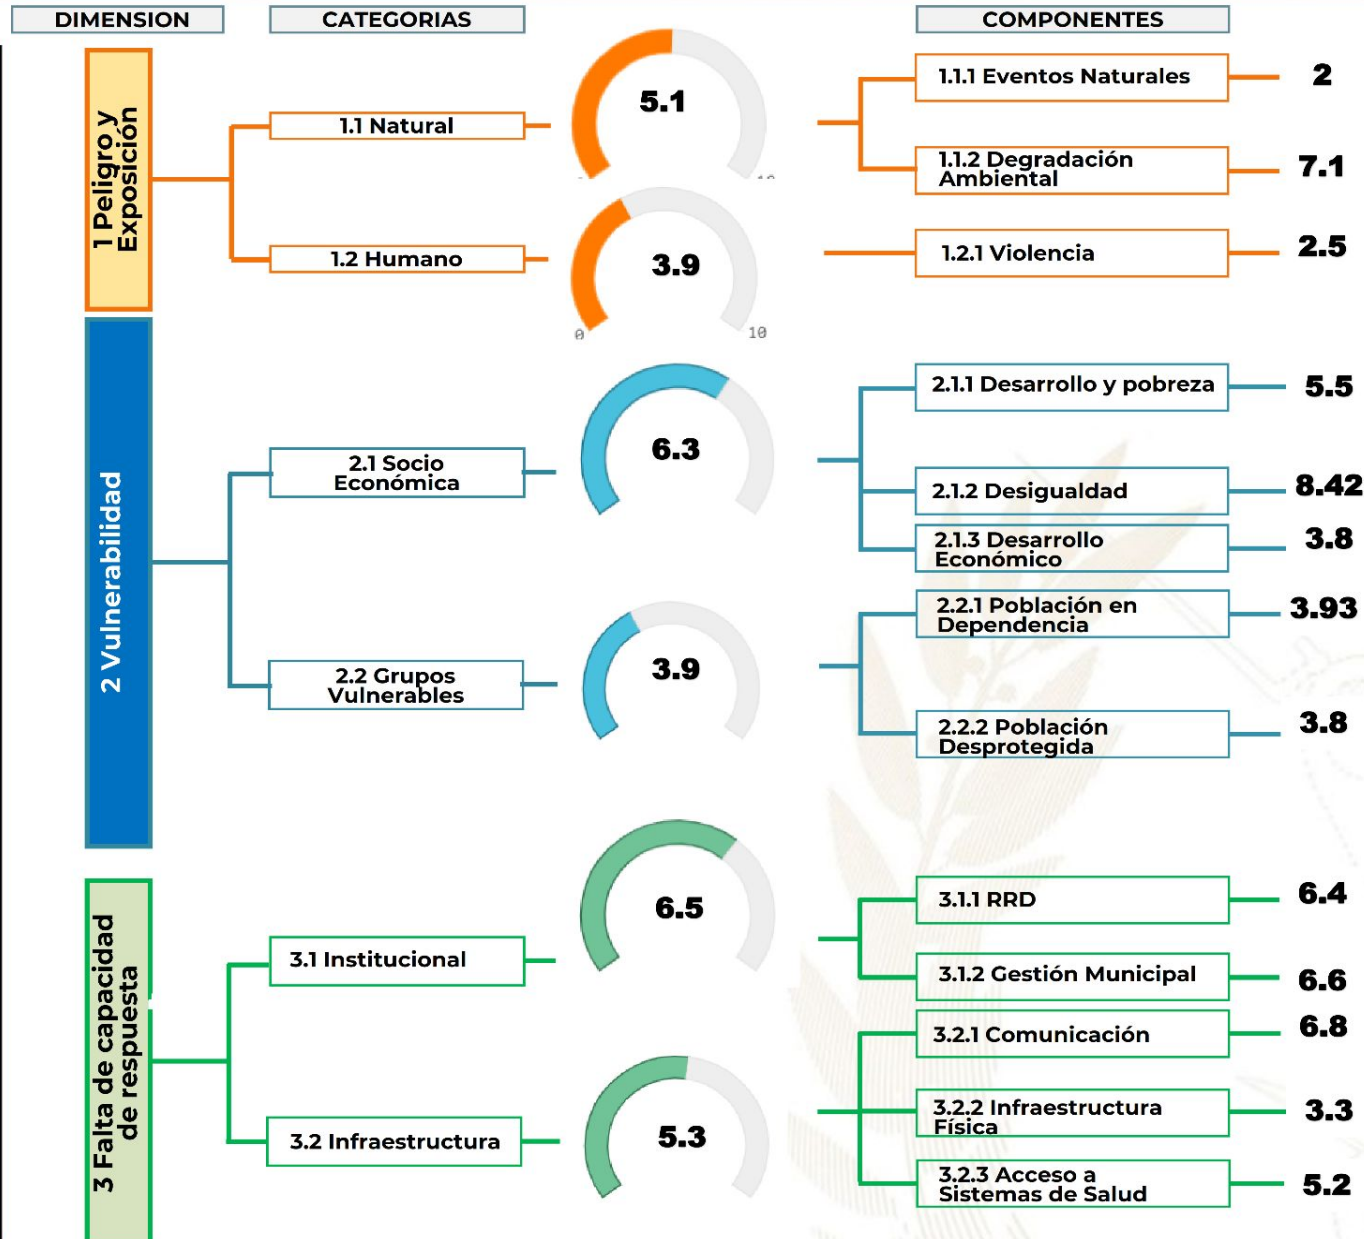 DIMENSION
CATEGORIAS
COMPONENTES
1 Peligro y
Exposición
1.1 Natural
5.1
1.1.1 Eventos Naturales
2
1.1.2 Degradación
Ambiental
7.1
1.2 Humano
3.9
0
10
1.2.1 Violencia
2.5
2 Vulnerabilidad
2.1 Socio
Económica
6.3
2.1.1 Desarrollo y pobreza
5.5
2.1.2 Desigualdad
8.42
2.1.3 Desarrollo
Económico
3.8
2.2 Grupos
Vulnerables
3.9
2.2.1 Población en
Dependencia
3.93
2.2.2 Población
Desprotegida
3.8
3 Falta de capacidad
de respuesta
3.1 Institucional
6.5
3.1.1 RRD
6.4
3.1.2 Gestión Municipal
6.6
3.2 Infraestructura
5.3
3.2.1 Comunicación
6.8
3.2.2 Infraestructura
Física
3.3
3.2.3 Acceso a
Sistemas de Salud
5.2